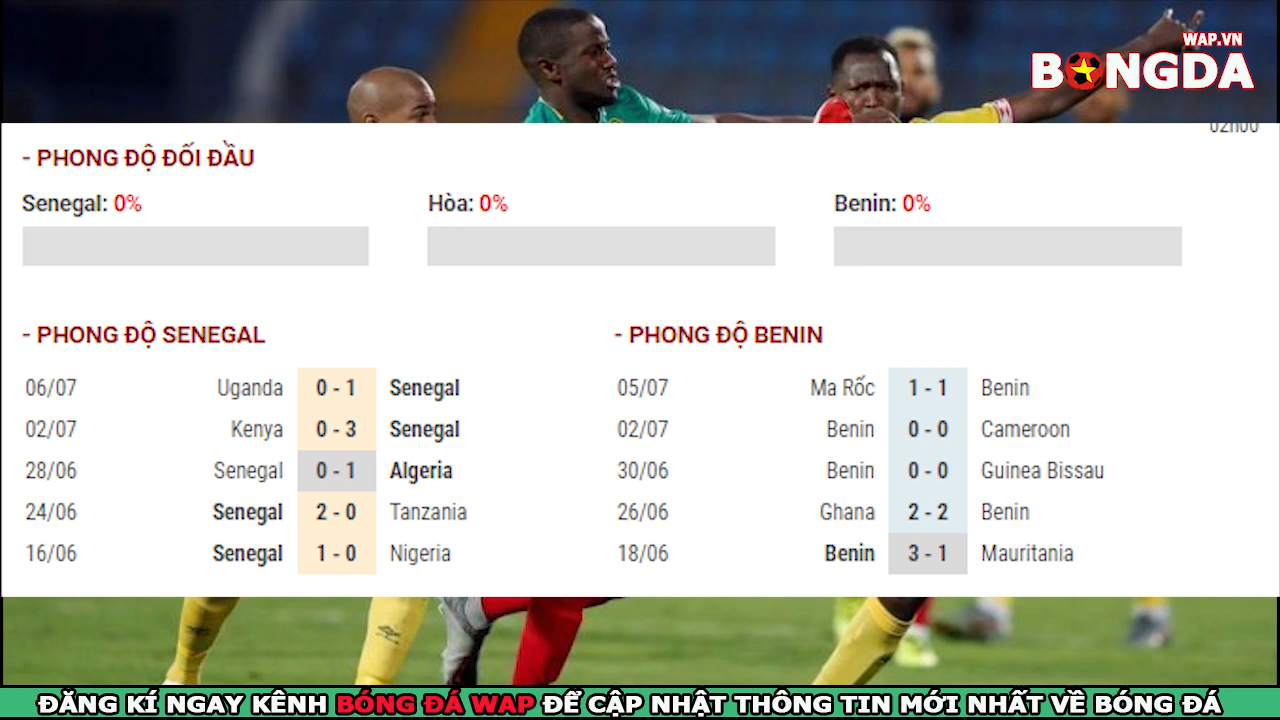 WAP.VN
BONGDA
02h00
- PHONG ĐỘ ĐỐI ĐẦU
Senegal: 0%
Hòa: 0%
Benin: 0%
- PHONG ĐỘ SENEGAL
06/07 Uganda 0 - 1 Senegal
02/07 Kenya 0 - 3 Senegal
28/06 Senegal 0 - 1 Algeria
24/06 Senegal 2 - 0 Tanzania
16/06 Senegal 1 - 0 Nigeria
- PHONG ĐỘ BENIN
05/07 Ma Rốc 1 - 1 Benin
02/07 Benin 0 - 0 Cameroon
30/06 Benin 0 - 0 Guinea Bissau
26/06 Ghana 2 - 2 Benin
18/06 Benin 3 - 1 Mauritania
ĐĂNG KÍ NGAY KÊNH BÓNG ĐÁ WAP ĐỂ CẬP NHẬT THÔNG TIN MỚI NHẤT VỀ BÓNG ĐÁ